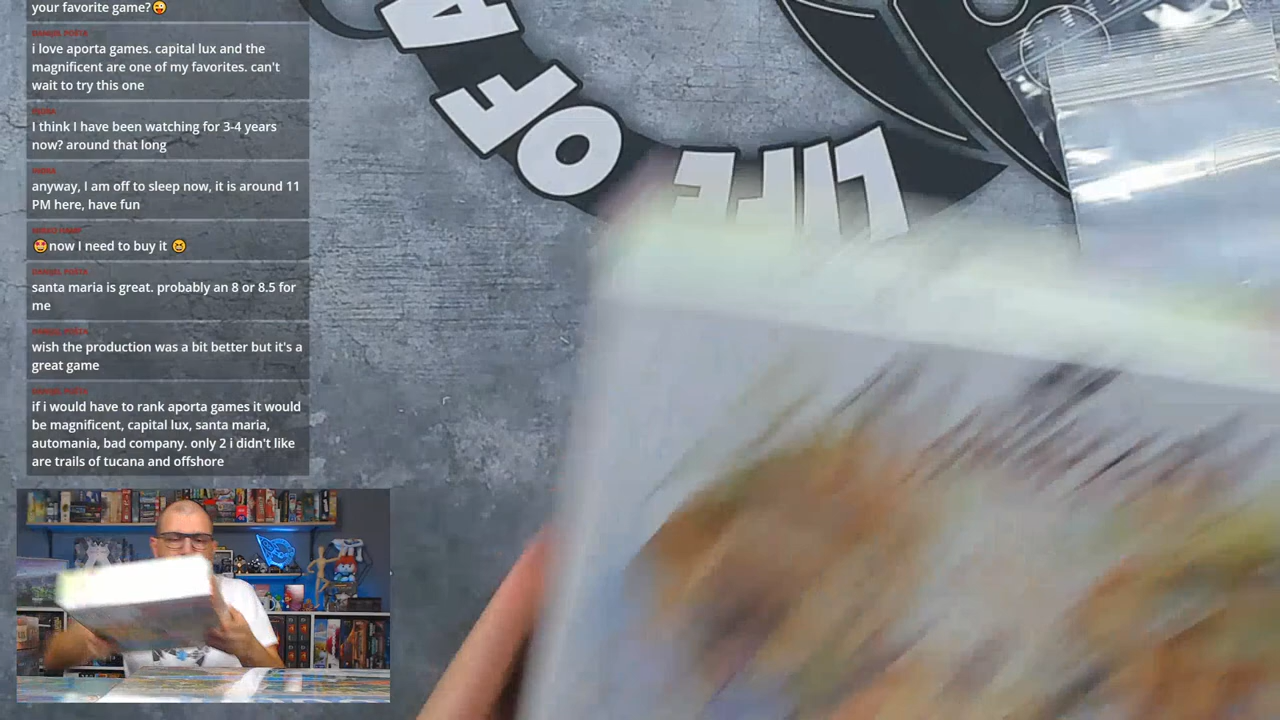 your favorite game?😜
i love aporta games. capital lux and the
magnificent are one of my favorites. can't
wait to try this one
I think I have been watching for 3-4 years
now? around that long
anyway, I am off to sleep now, it is around 11
PM here, have fun
🤩now I need to buy it😆
santa maria is great. probably an 8 or 8.5 for
me
wish the production was a bit better but it's a
great game
if i would have to rank aporta games it would
be magnificent, capital lux, santa maria,
automania, bad company. only 2 i didn't like
are trails of tucana and offshore
LIFE
OF A